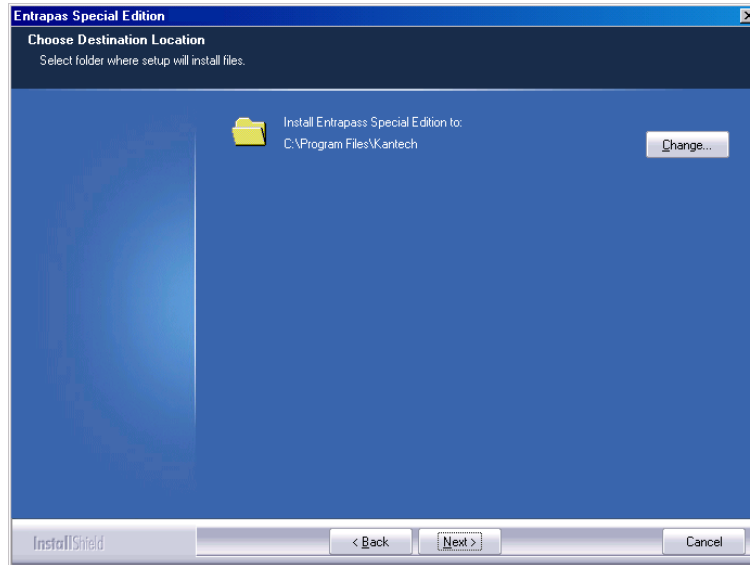 Entrapas Special Edition
Choose Destination Location
Select folder where setup will install files.
Install Entrapass Special Edition to:
C:\Program Files\Kantech
Change...
InstallShield
< Back
Next >
Cancel